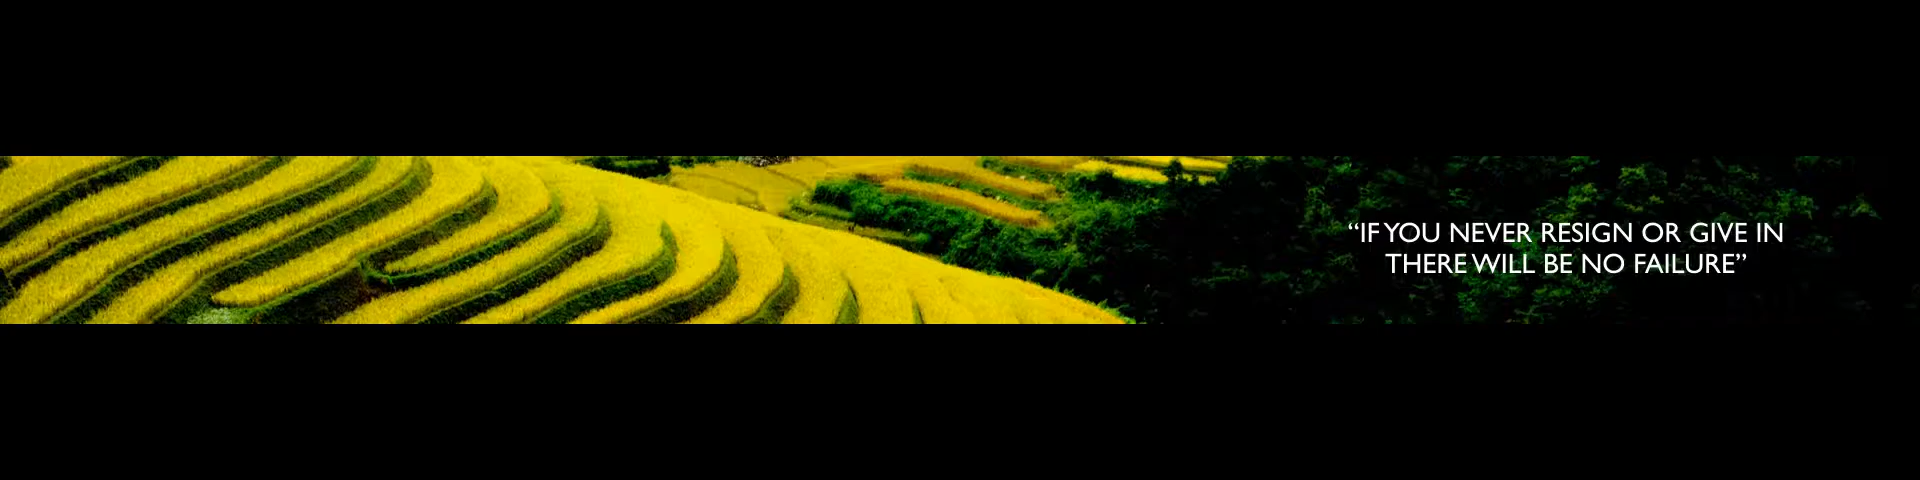 “IF YOU NEVER RESIGN OR GIVE IN
THERE WILL BE NO FAILURE”